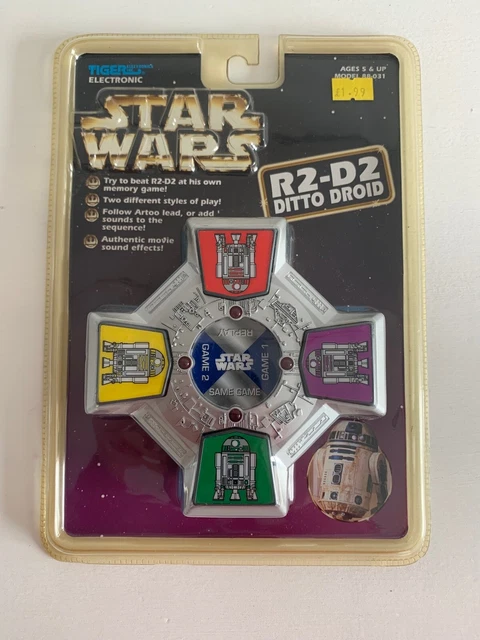 TIGER
ELECTRONIC
AGES 5 & UP
MODEL 88-031
£1.99
STAR
WARS
Try to beat R2-D2 at his own
memory game!
Two different styles of play!
Follow Artoo lead, or add
sounds to the
sequence!
Authentic movie
sound effects!
R2-D2
DITTO DROID
REPLAY
GAME 2
STAR
WARS
GAME 1
SAME GAME